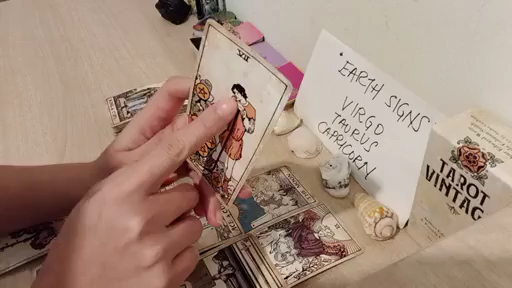 VII
EARTH SIGNS
VIRGO
TAURUS
CAPRICORN
TAROT
VINTAG